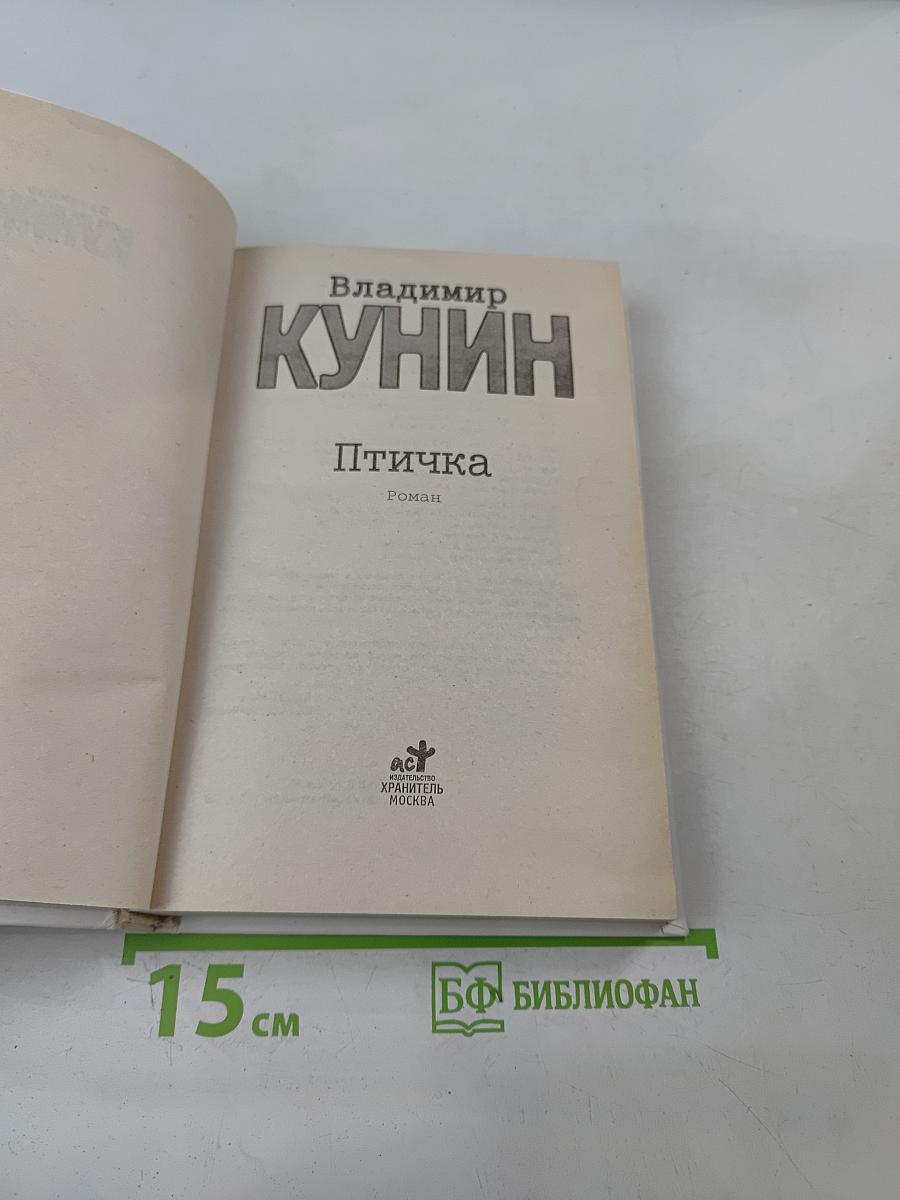 Владимир
КУНИН
Птичка
Роман
аст
ИЗДАТЕЛЬСТВО
ХРАНИТЕЛЬ
МОСКВА
15 см
БФ БИБЛИОФАН